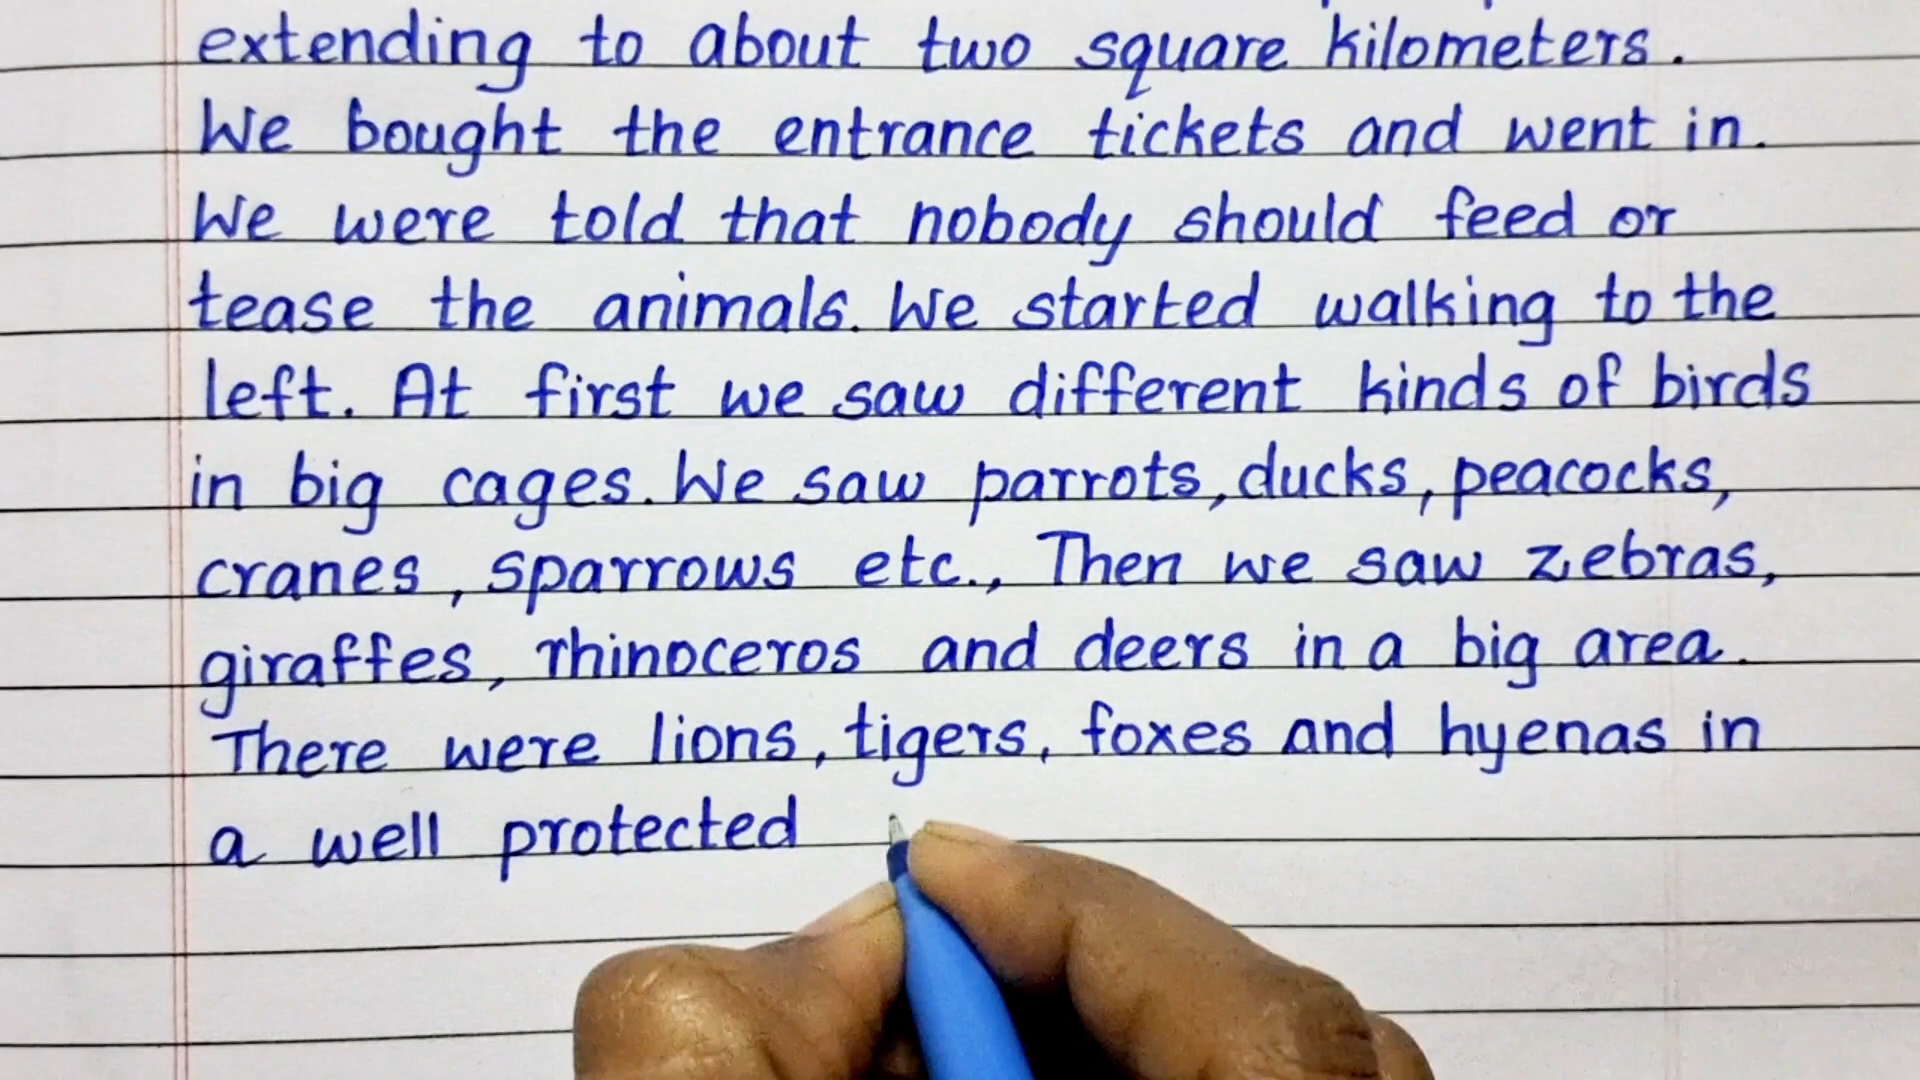 extending to about two square kilometers.
We bought the entrance tickets and went in.
We were told that nobody should feed or
tease the animals. We started walking to the
left. At first we saw different kinds of birds
in big cages. We saw parrots, ducks, peacocks,
cranes, sparrows etc., Then we saw zebras,
giraffes, rhinoceros and deers in a big area.
There were lions, tigers, foxes and hyenas in
a well protected